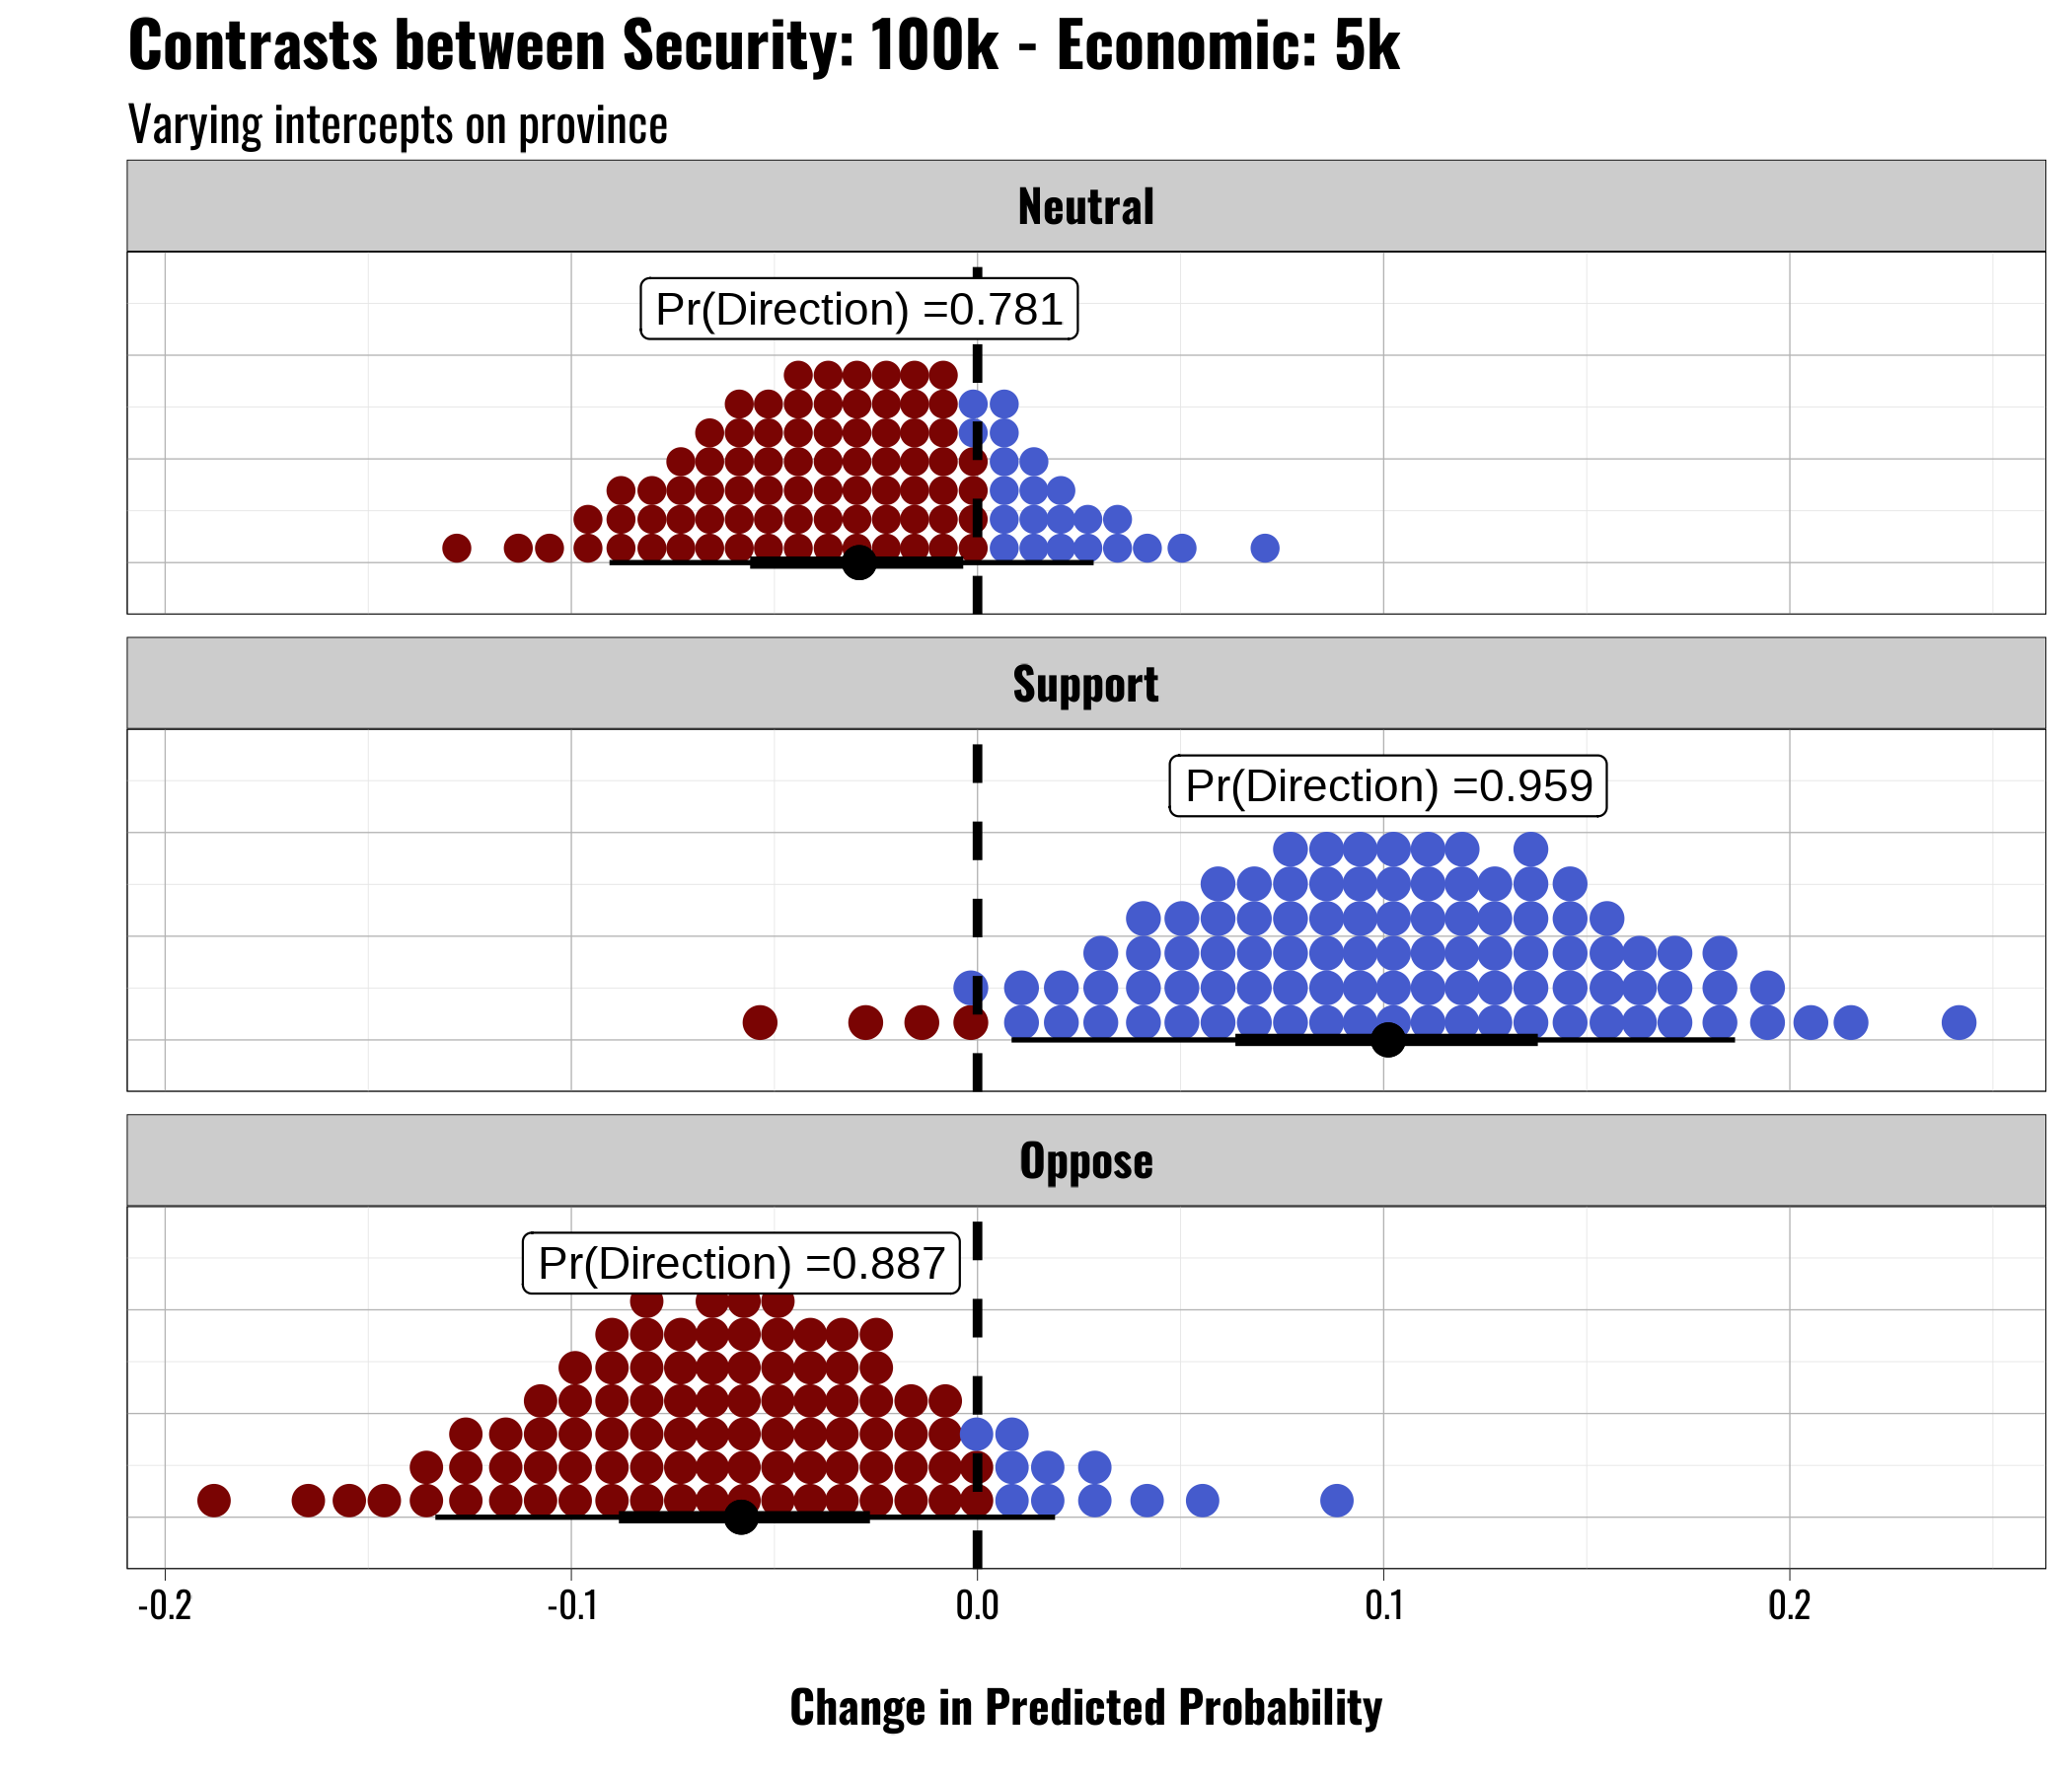 Contrasts between Security: 100k - Economic: 5k
Varying intercepts on province
Neutral
Pr(Direction) =0.781
Support
Pr(Direction) =0.959
Oppose
Pr(Direction) =0.887
-0.2 -0.1 0.0 0.1 0.2
Change in Predicted Probability